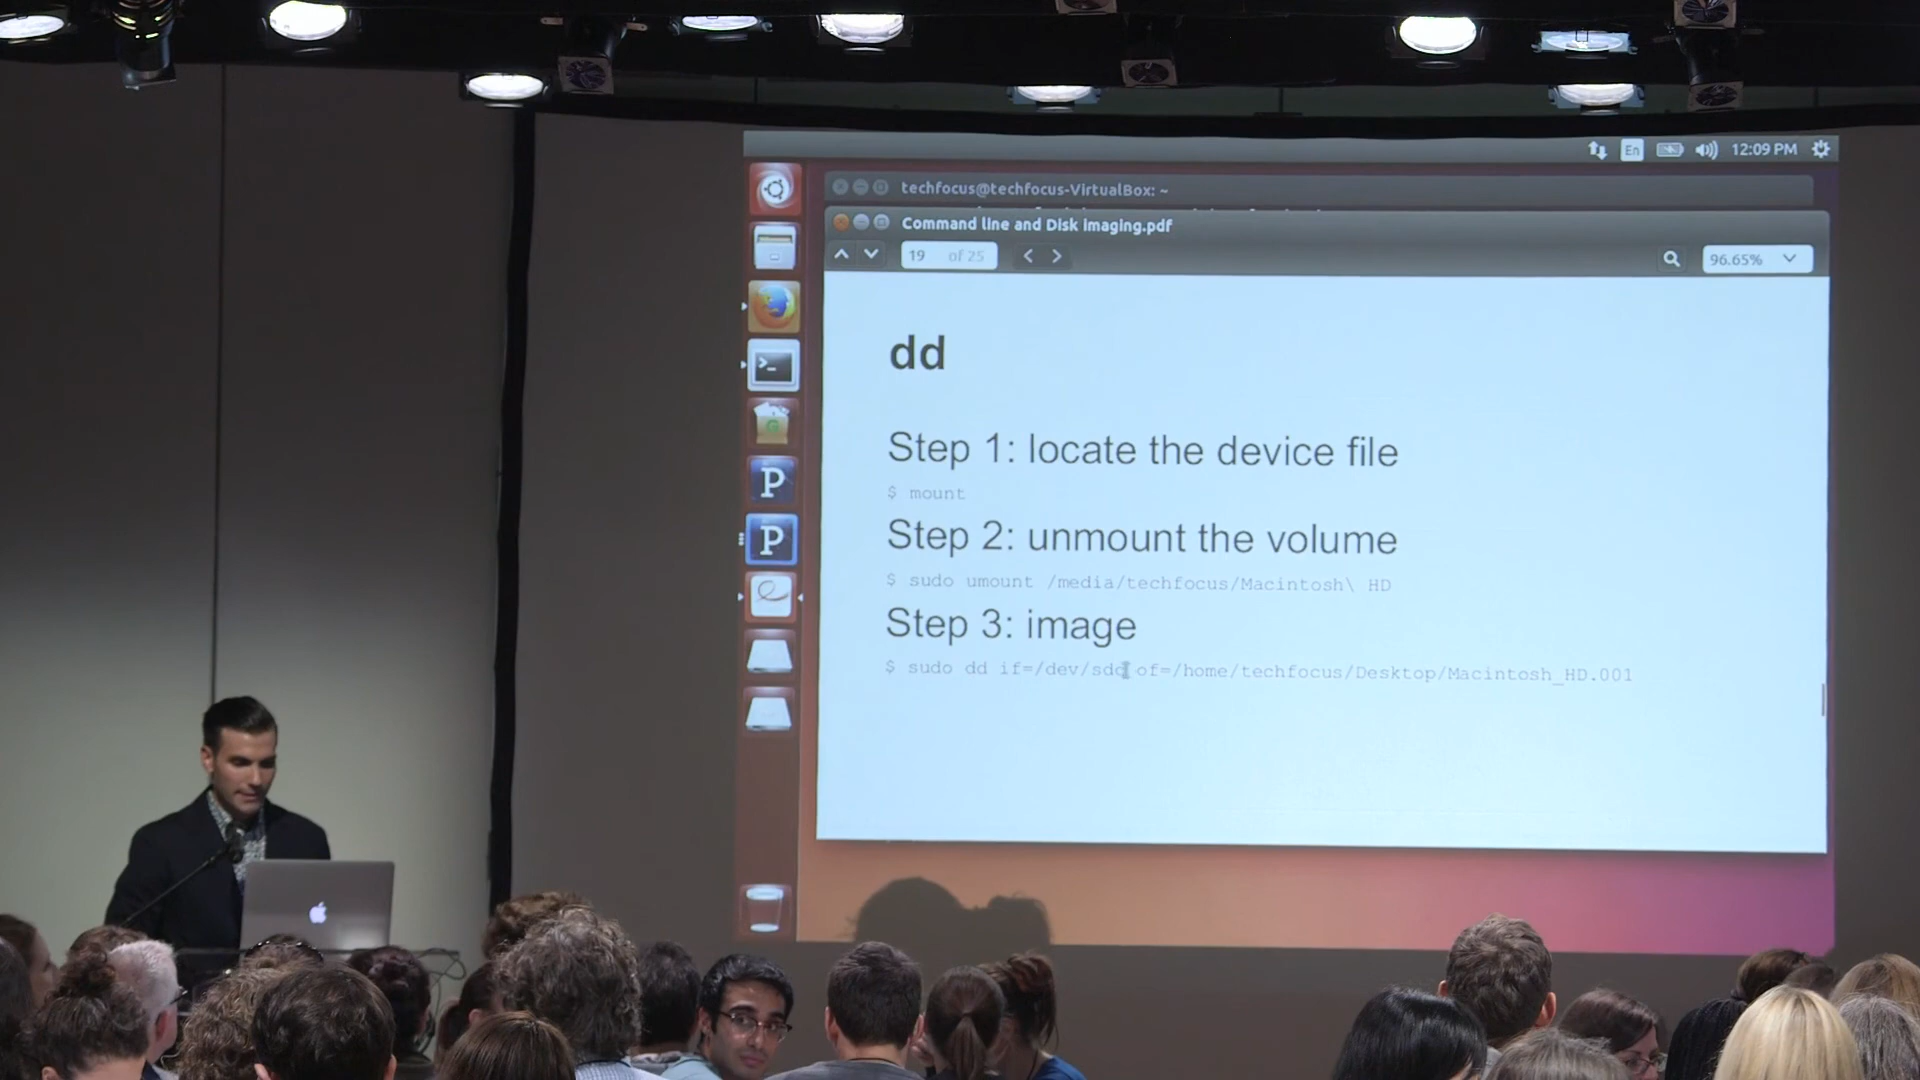 En 12:09 PM
techfocus@techfocus-VirtualBox: ~
Command line and Disk imaging.pdf
19 of 25
96.65%
dd
Step 1: locate the device file
$ mount
Step 2: unmount the volume
$ sudo umount /media/techfocus/Macintosh\ HD
Step 3: image
$ sudo dd if=/dev/sdc of=/home/techfocus/Desktop/Macintosh_HD.001
>_
G
P
P